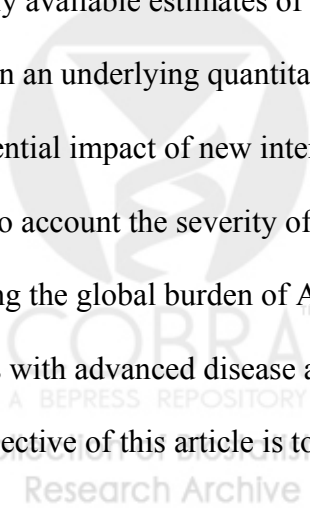 ly available estimates of
n an underlying quantita
ential impact of new inter
o account the severity of
ng the global burden of A
COBRA
s with advanced disease a
A BEPRESS REPOSITORY
ective of this article is to
Research Archive